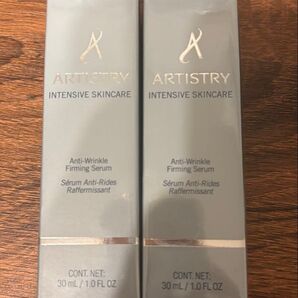 ARTISTRY
INTENSIVE SKINCARE
Anti-Wrinkle
Firming Serum
Sérum Anti-Rides
Raffermissant
CONT. NET:
30 mL / 1.0 FL OZ
ARTISTRY
INTENSIVE SKINCARE
Anti-Wrinkle
Firming Serum
Sérum Anti-Rides
Raffermissant
CONT. NET:
30 mL / 1.0 FL OZ